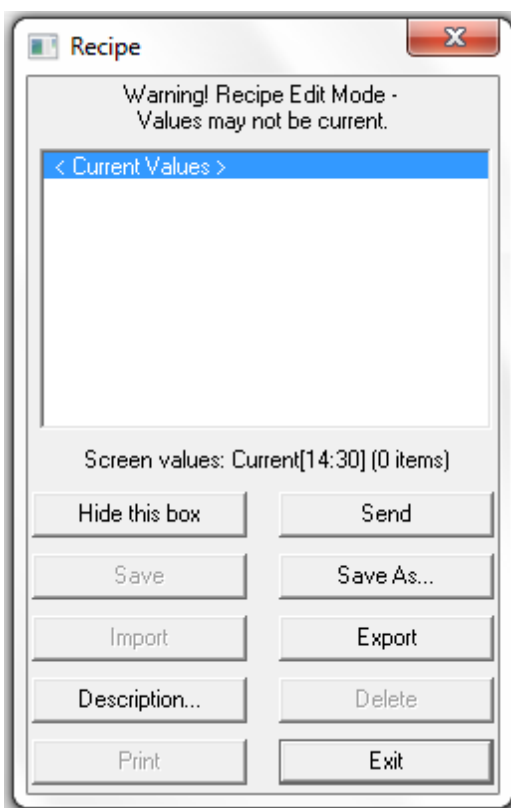 Recipe
Warning! Recipe Edit Mode -
Values may not be current.
< Current Values >
Screen values: Current[14:30] (0 items)
Hide this box
Send
Save
Save As...
Import
Export
Description...
Delete
Print
Exit